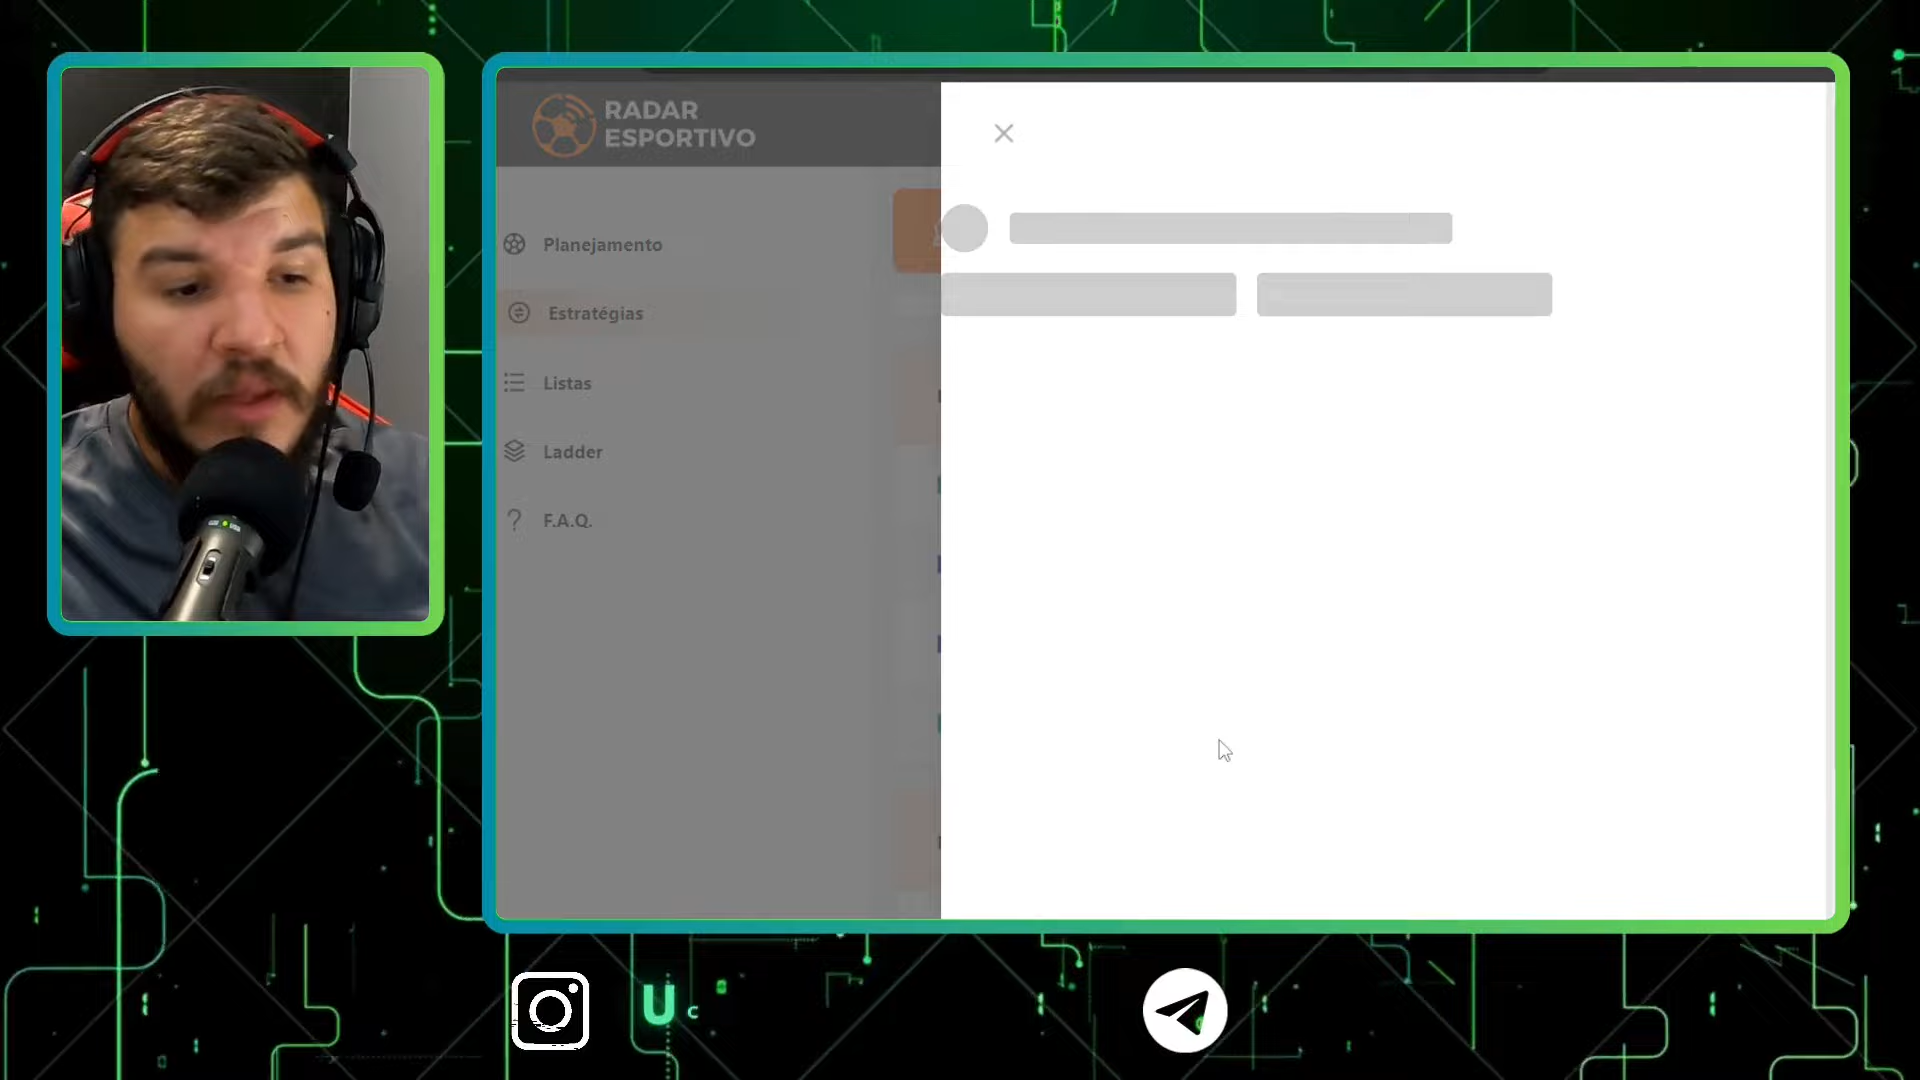 RADAR
ESPORTIVO
Planejamento
Estratégias
Listas
Ladder
F.A.Q.
U c